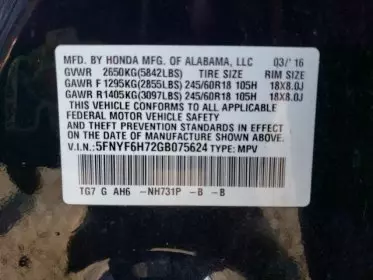 MFD. BY HONDA MFG. OF ALABAMA, LLC 03/'16
GVWR 2650KG(5842LBS) TIRE SIZE RIM SIZE
GAWR F 1295KG(2855LBS) 245/60R18 105H 18X8.0J
GAWR R 1405KG(3097LBS) 245/60R18 105H 18X8.0J
THIS VEHICLE CONFORMS TO ALL APPLICABLE
FEDERAL MOTOR VEHICLE SAFETY AND THEFT
PREVENTION STANDARDS IN EFFECT ON THE DATE
OF MANUFACTURE SHOWN ABOVE.
V.I.N.: 5FNYF6H72GB075624 TYPE: MPV
TG7 G AH6 -NH731P -B -B